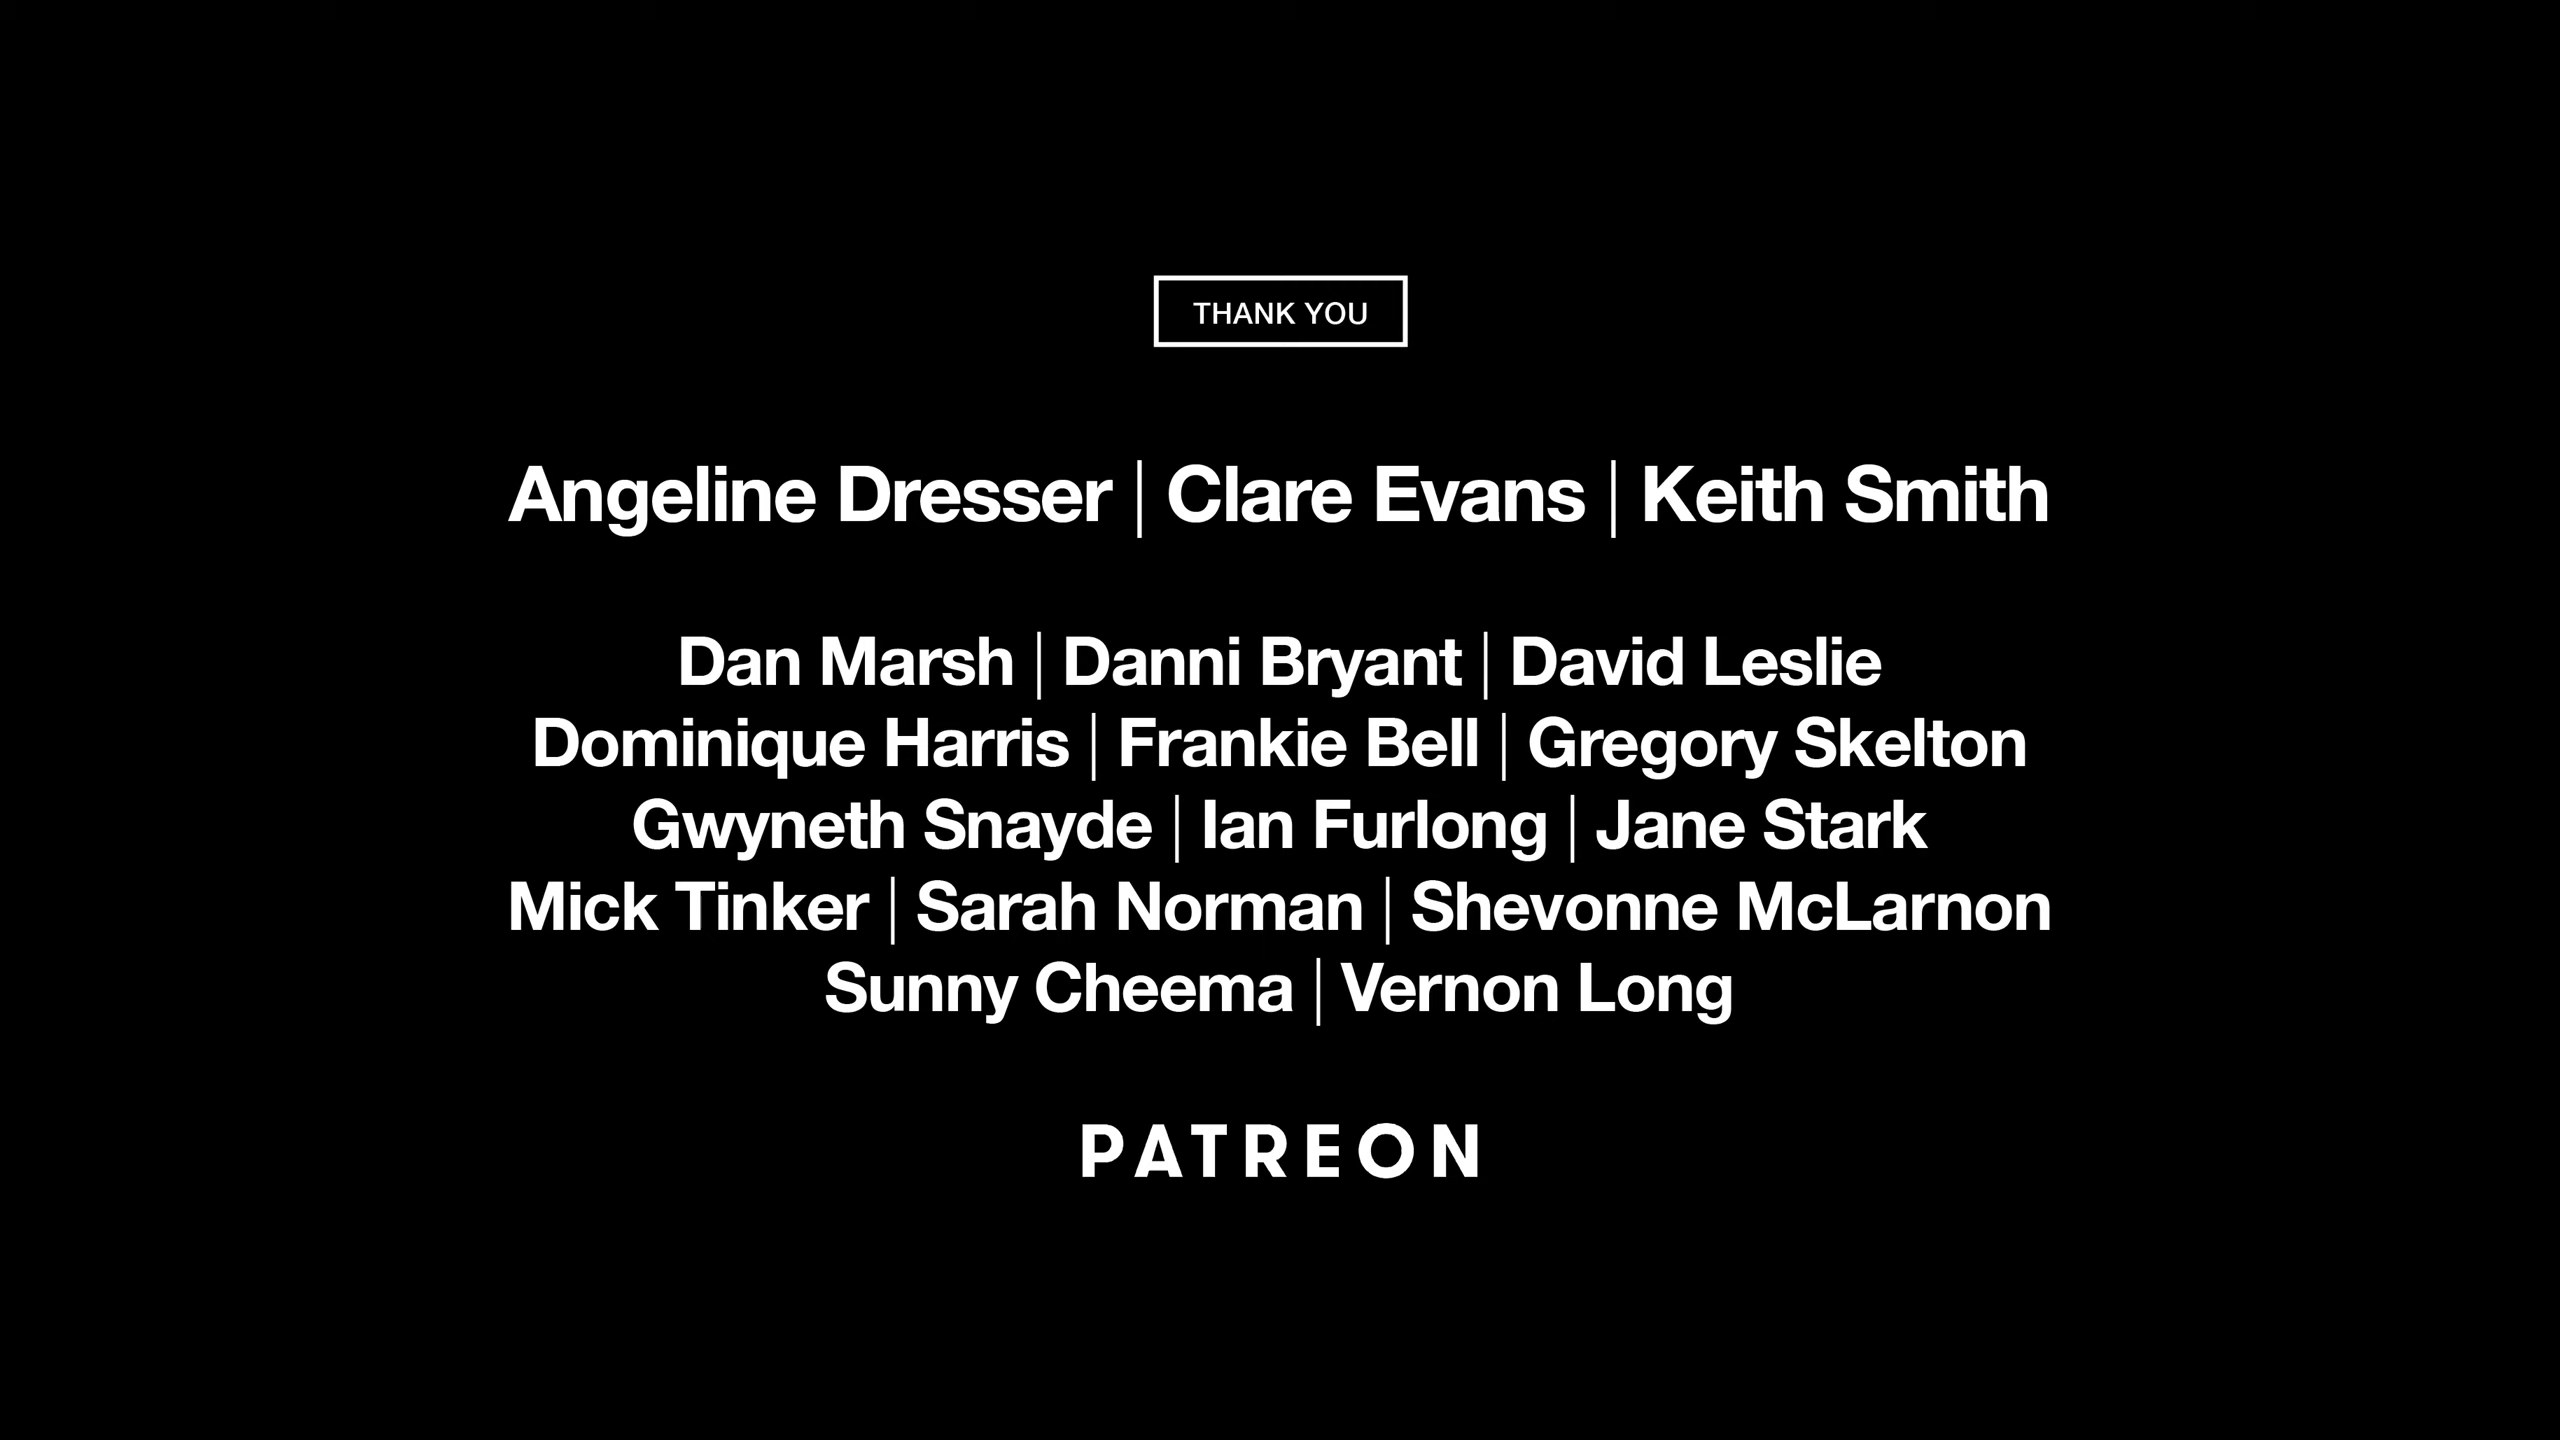 THANK YOU
Angeline Dresser | Clare Evans | Keith Smith
Dan Marsh | Danni Bryant | David Leslie
Dominique Harris | Frankie Bell | Gregory Skelton
Gwyneth Snayde | Ian Furlong | Jane Stark
Mick Tinker | Sarah Norman | Shevonne McLarnon
Sunny Cheema | Vernon Long
PATREON